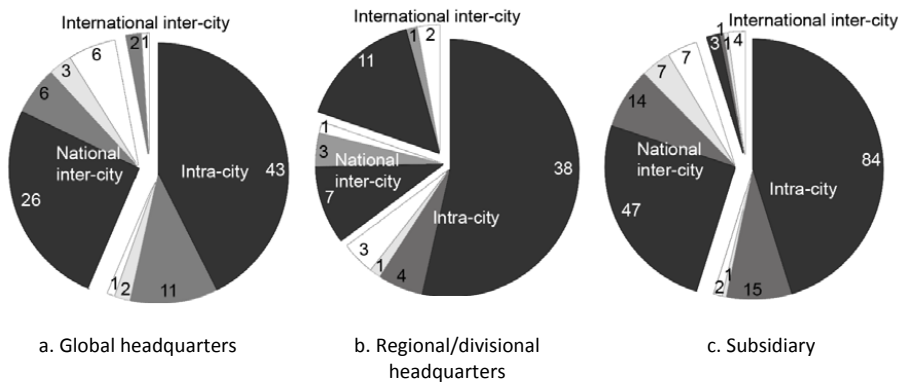 International inter-city
2
1
6
3
6
National
inter-city
26
Intra-city
43
1
2
11
International inter-city
1
2
11
1
3
National
inter-city
7
38
Intra-city
3
1
4
International inter-city
1
3
1
4
7
7
14
National
inter-city
47
84
Intra-city
2
1
15
a. Global headquarters
b. Regional/divisional
headquarters
c. Subsidiary